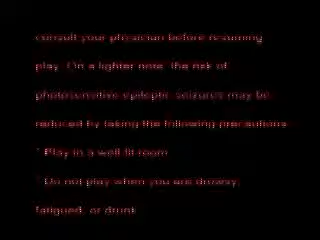 consult your physician before resuming
play. On a lighter note, the risk of
photosensitive epileptic seizures may be
reduced by taking the following precautions:
* Play in a well-lit room.
* Do not play when you are drowsy,
fatigued, or drunk.